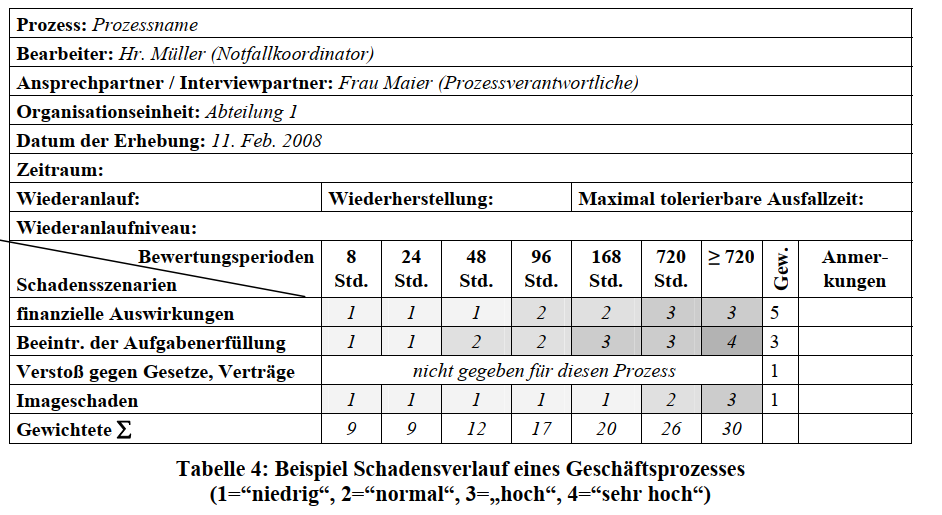 Prozess: Prozessname
Bearbeiter: Hr. Müller (Notfallkoordinator)
Ansprechpartner / Interviewpartner: Frau Maier (Prozessverantwortliche)
Organisationseinheit: Abteilung 1
Datum der Erhebung: 11. Feb. 2008
Zeitraum:
Wiederanlauf: Wiederherstellung: Maximal tolerierbare Ausfallzeit:
Wiederanlaufniveau:
Bewertungsperioden 8 24 48 96 168 720 ≥ 720 Gew. Anmer-
Schadensszenarien Std. Std. Std. Std. Std. Std. kungen
finanzielle Auswirkungen 1 1 1 2 2 3 3 5
Beeintr. der Aufgabenerfüllung 1 1 2 2 3 3 4 3
Verstoß gegen Gesetze, Verträge nicht gegeben für diesen Prozess 1
Imageschaden 1 1 1 1 1 2 3 1
Gewichtete Σ 9 9 12 17 20 26 30
Tabelle 4: Beispiel Schadensverlauf eines Geschäftsprozesses
(1=“niedrig“, 2=“normal“, 3=„hoch“, 4=“sehr hoch“)